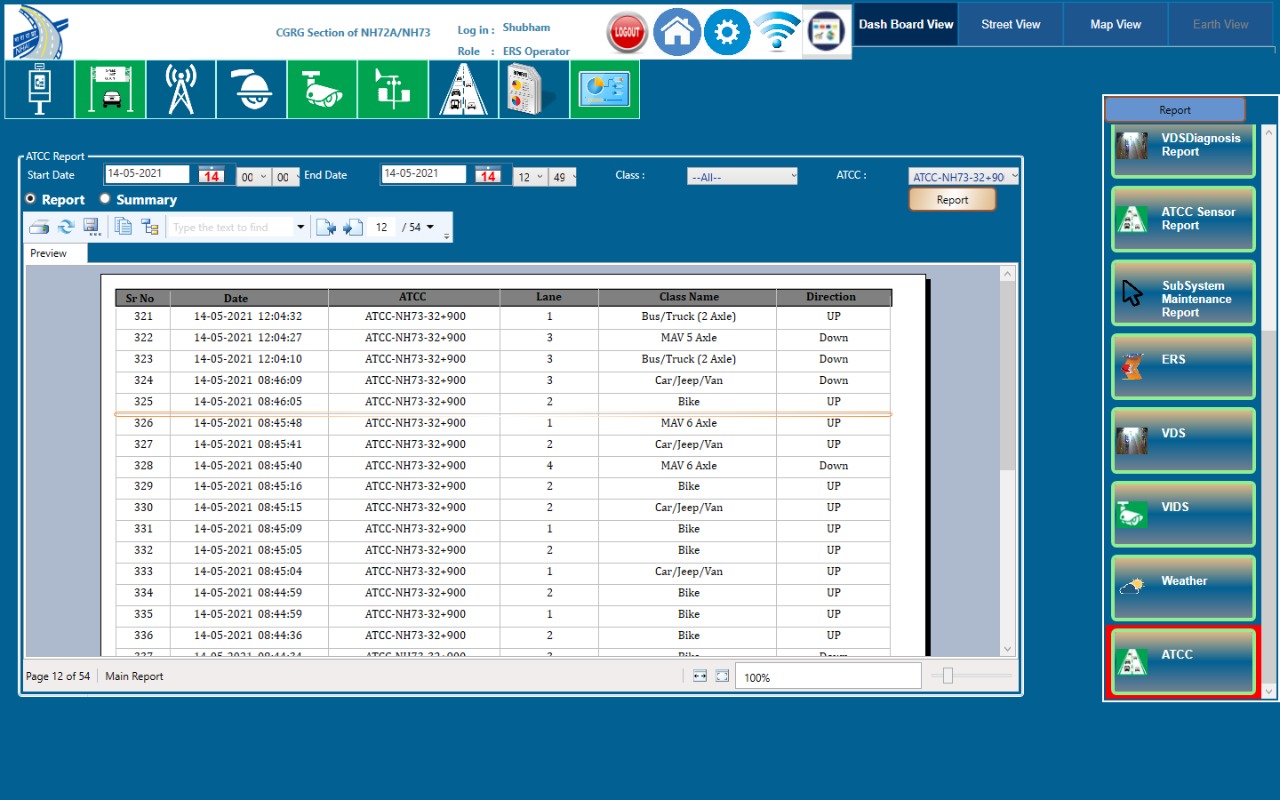 CGRG Section of NH72A/NH73
Log in : Shubham
Role : ERS Operator
LOGOUT
Dash Board View
Street View
Map View
Earth View
Report
ATCC Report
Start Date 14-05-2021 14 00 00 End Date 14-05-2021 14 12 49 Class : --All-- ATCC : ATCC-NH73-32+90
Report Summary Report
Type the text to find 12 / 54
Preview
Sr No Date ATCC Lane Class Name Direction
321 14-05-2021 12:04:32 ATCC-NH73-32+900 1 Bus/Truck (2 Axle) UP
322 14-05-2021 12:04:27 ATCC-NH73-32+900 3 MAV 5 Axle Down
323 14-05-2021 12:04:10 ATCC-NH73-32+900 3 Bus/Truck (2 Axle) Down
324 14-05-2021 08:46:09 ATCC-NH73-32+900 3 Car/Jeep/Van Down
325 14-05-2021 08:46:05 ATCC-NH73-32+900 2 Bike UP
326 14-05-2021 08:45:48 ATCC-NH73-32+900 1 MAV 6 Axle UP
327 14-05-2021 08:45:41 ATCC-NH73-32+900 2 Car/Jeep/Van UP
328 14-05-2021 08:45:40 ATCC-NH73-32+900 4 MAV 6 Axle Down
329 14-05-2021 08:45:16 ATCC-NH73-32+900 2 Bike UP
330 14-05-2021 08:45:15 ATCC-NH73-32+900 2 Car/Jeep/Van UP
331 14-05-2021 08:45:09 ATCC-NH73-32+900 1 Bike UP
332 14-05-2021 08:45:05 ATCC-NH73-32+900 2 Bike UP
333 14-05-2021 08:45:04 ATCC-NH73-32+900 1 Car/Jeep/Van UP
334 14-05-2021 08:44:59 ATCC-NH73-32+900 2 Bike UP
335 14-05-2021 08:44:59 ATCC-NH73-32+900 1 Bike UP
336 14-05-2021 08:44:36 ATCC-NH73-32+900 2 Bike UP
337 14-05-2021 08:44:34 ATCC-NH73-32+900 3 Bike Down
Page 12 of 54 Main Report 100%
VDSDiagnosis
Report
ATCC Sensor
Report
SubSystem
Maintenance
Report
ERS
VDS
VIDS
Weather
ATCC